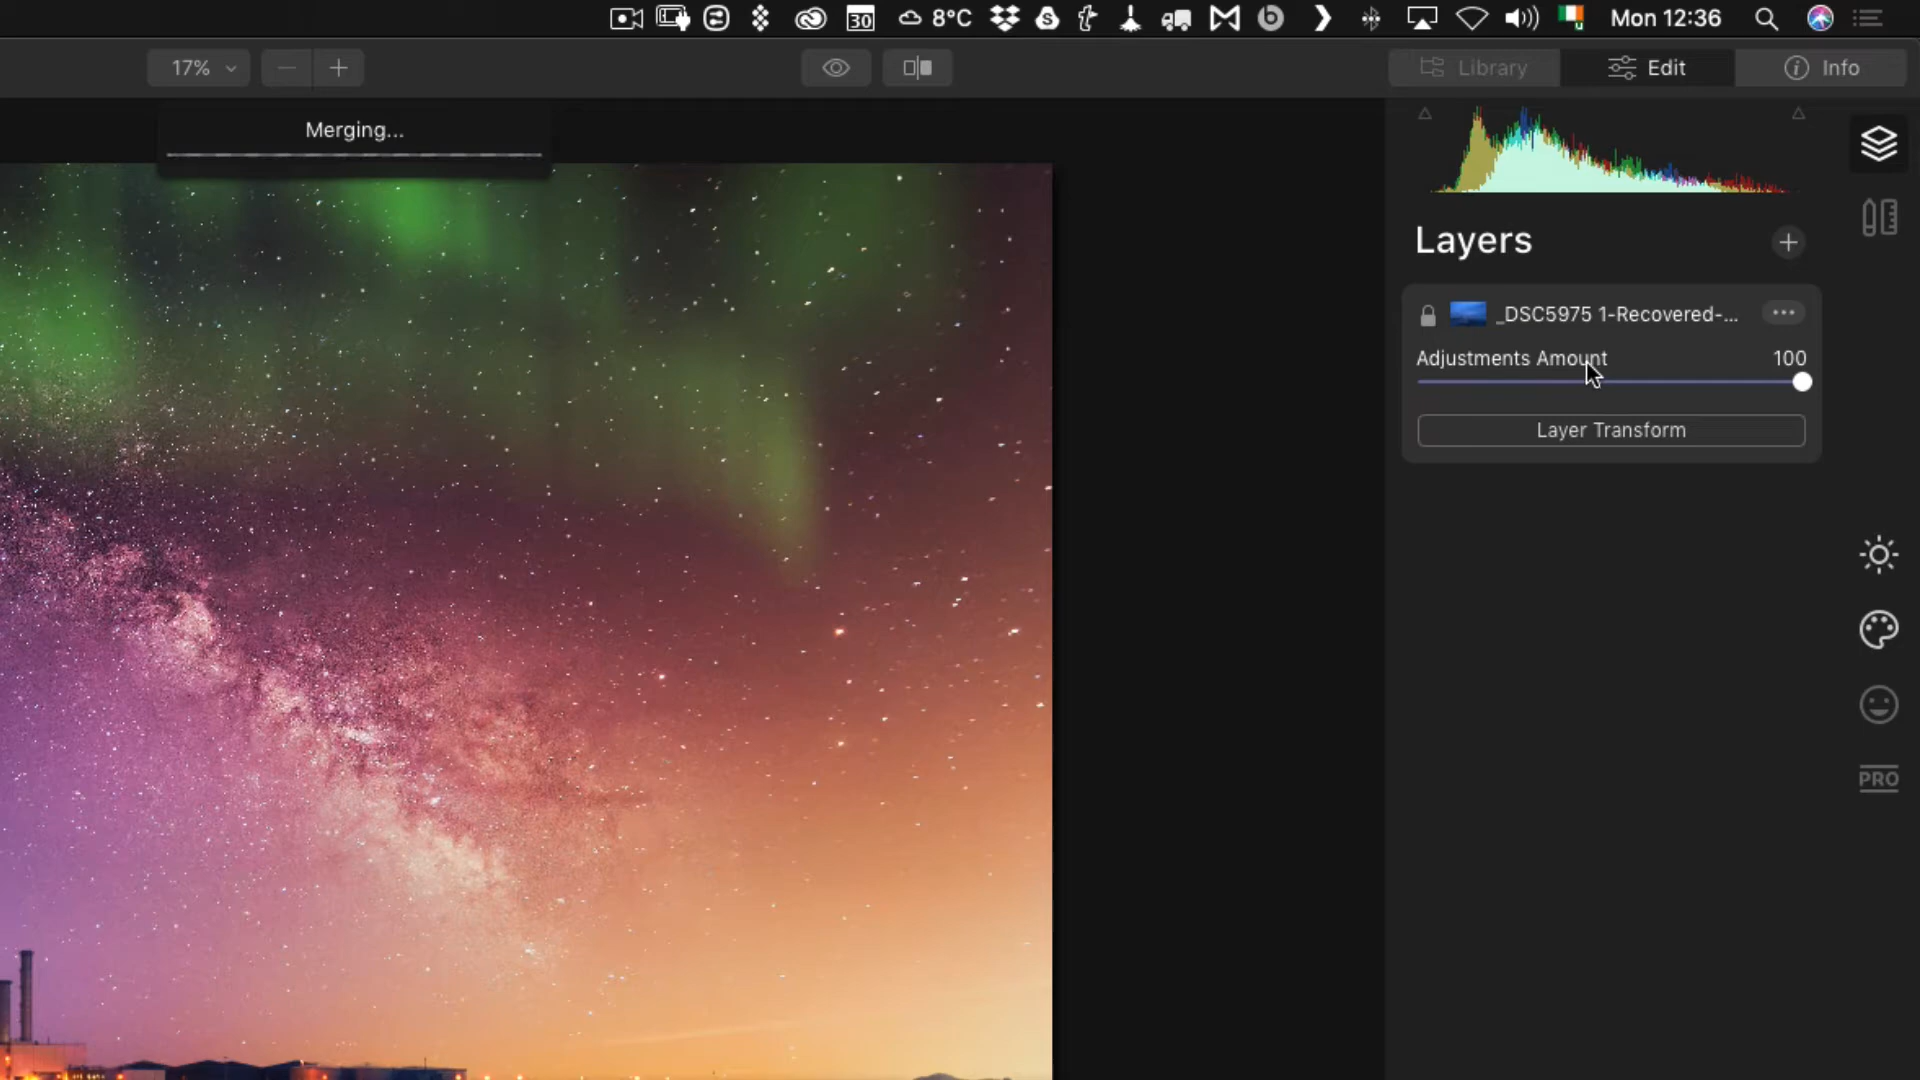 30 8°C Mon 12:36
17% Library Edit Info
Merging...
Layers
_DSC5975 1-Recovered-...
Adjustments Amount 100
Layer Transform
PRO